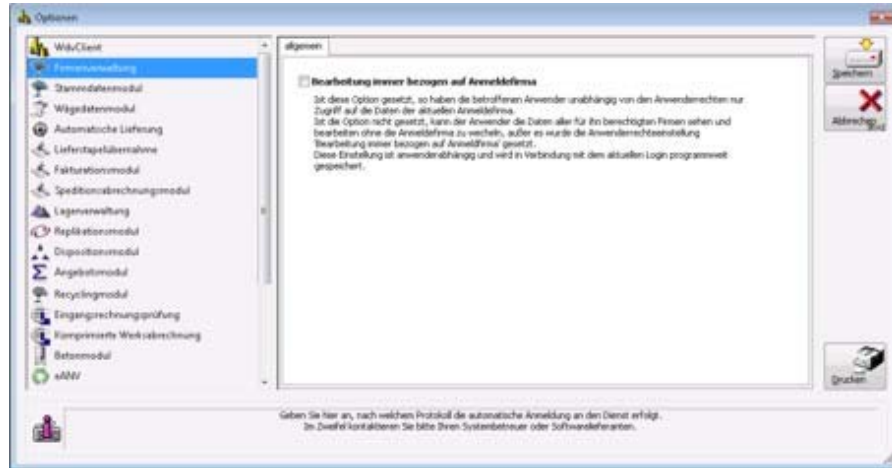 Optionen
WdvClient
Firmenverwaltung
Stammdatenmodul
Wägedatenmodul
Automatische Lieferung
Lieferstapelübernahme
Fakturationsmodul
Speditionsabrechnungsmodul
Lagerverwaltung
Replikationsmodul
Dispositionsmodul
Angebotsmodul
Recyclingmodul
Eingangsrechnungsprüfung
Komprimierte Werksabrechnung
Betonmodul
eANV
allgemein
Bearbeitung immer bezogen auf Anmeldefirma
Ist diese Option gesetzt, so haben die betroffenen Anwender unabhängig von den Anwenderrechten nur
Zugriff auf die Daten der aktuellen Anmeldefirma.
Ist die Option nicht gesetzt, kann der Anwender die Daten aller für ihn berechtigten Firmen sehen und
bearbeiten ohne die Anmeldefirma zu wechseln, außer es wurde die Anwenderrechteeinstellung
'Bearbeitung immer bezogen auf Anmeldfirma' gesetzt.
Diese Einstellung ist anwenderabhängig und wird in Verbindung mit dem aktuellen Login programmweit
gespeichert.
Speichern
Abbrechen
Drucken
Geben Sie hier an, nach welchem Protokoll die automatische Anmeldung an den Dienst erfolgt.
Im Zweifel kontaktieren Sie bitte Ihren Systembetreuer oder Softwarelieferanten.